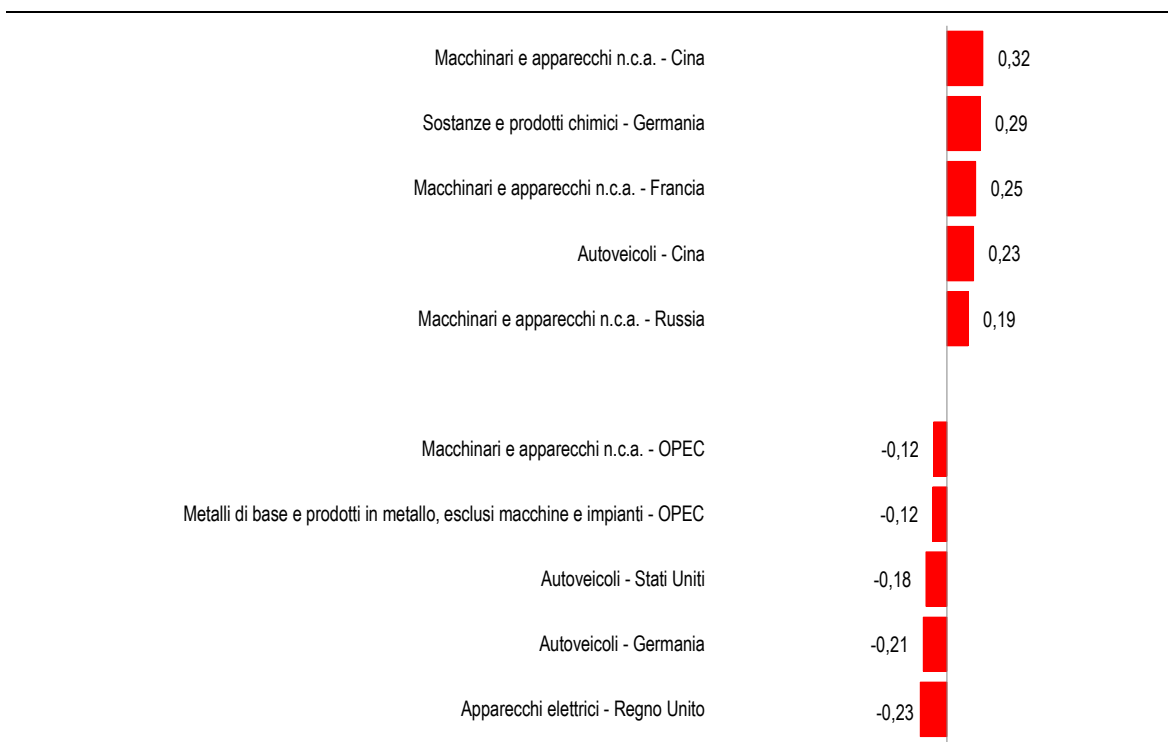 Macchinari e apparecchi n.c.a. - Cina 0,32
Sostanze e prodotti chimici - Germania 0,29
Macchinari e apparecchi n.c.a. - Francia 0,25
Autoveicoli - Cina 0,23
Macchinari e apparecchi n.c.a. - Russia 0,19
Macchinari e apparecchi n.c.a. - OPEC -0,12
Metalli di base e prodotti in metallo, esclusi macchine e impianti - OPEC -0,12
Autoveicoli - Stati Uniti -0,18
Autoveicoli - Germania -0,21
Apparecchi elettrici - Regno Unito -0,23